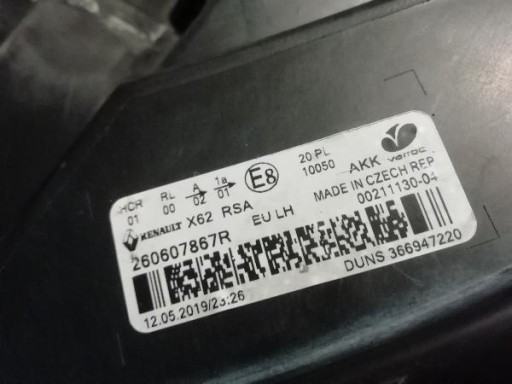 HCR RL A 1a E8 20 PL AKK varroc
01 00 02 01 10050 MADE IN CZECH REP
RENAULT X62 RSA EU LH 00211130-04
260607867R
12.05.2019/23:26 DUNS 366947220